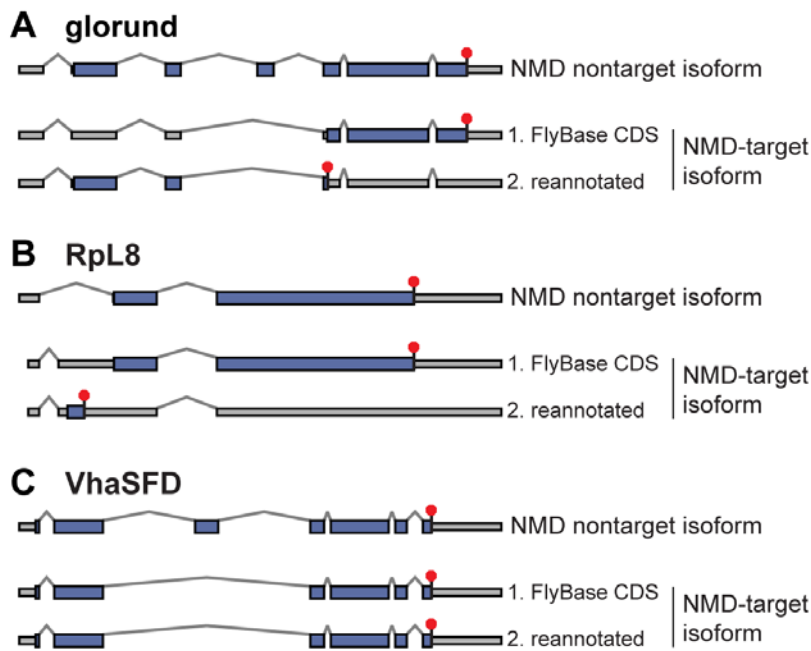 A glorund
NMD nontarget isoform
1. FlyBase CDS
2. reannotated
NMD-target
isoform
B RpL8
NMD nontarget isoform
1. FlyBase CDS
2. reannotated
NMD-target
isoform
C VhaSFD
NMD nontarget isoform
1. FlyBase CDS
2. reannotated
NMD-target
isoform